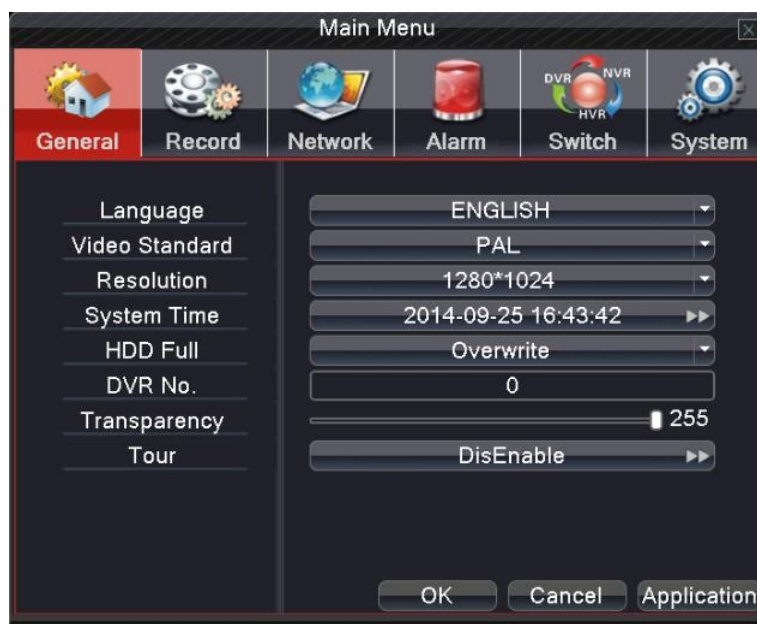 Main Menu
DVR NVR
HVR
General Record Network Alarm Switch System
Language ENGLISH
Video Standard PAL
Resolution 1280*1024
System Time 2014-09-25 16:43:42
HDD Full Overwrite
DVR No. 0
Transparency 255
Tour DisEnable
OK Cancel Application